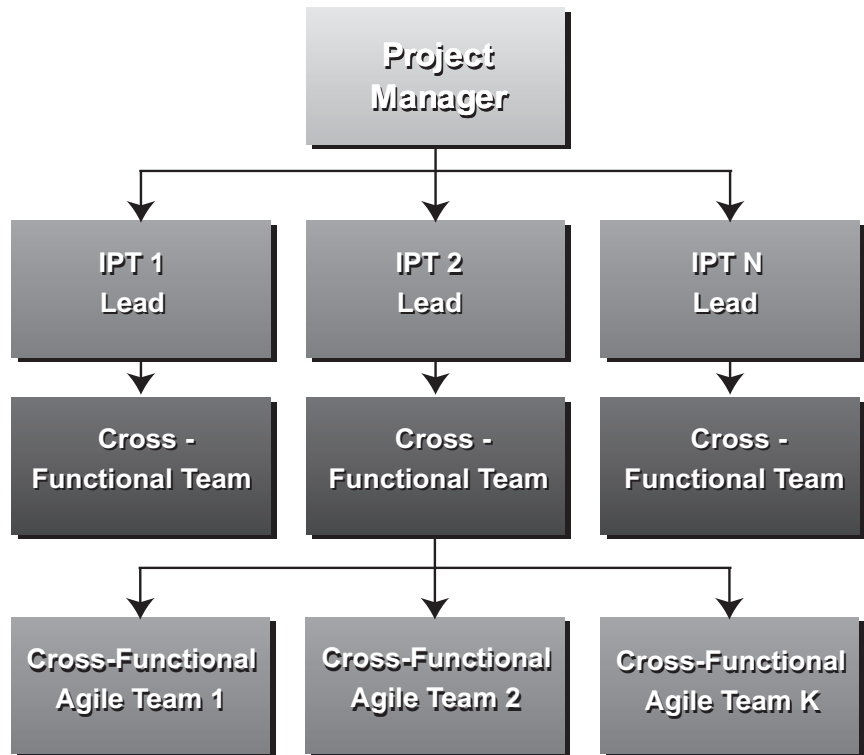 Project
Manager
IPT 1
Lead
IPT 2
Lead
IPT N
Lead
Cross -
Functional Team
Cross -
Functional Team
Cross -
Functional Team
Cross-Functional
Agile Team 1
Cross-Functional
Agile Team 2
Cross-Functional
Agile Team K